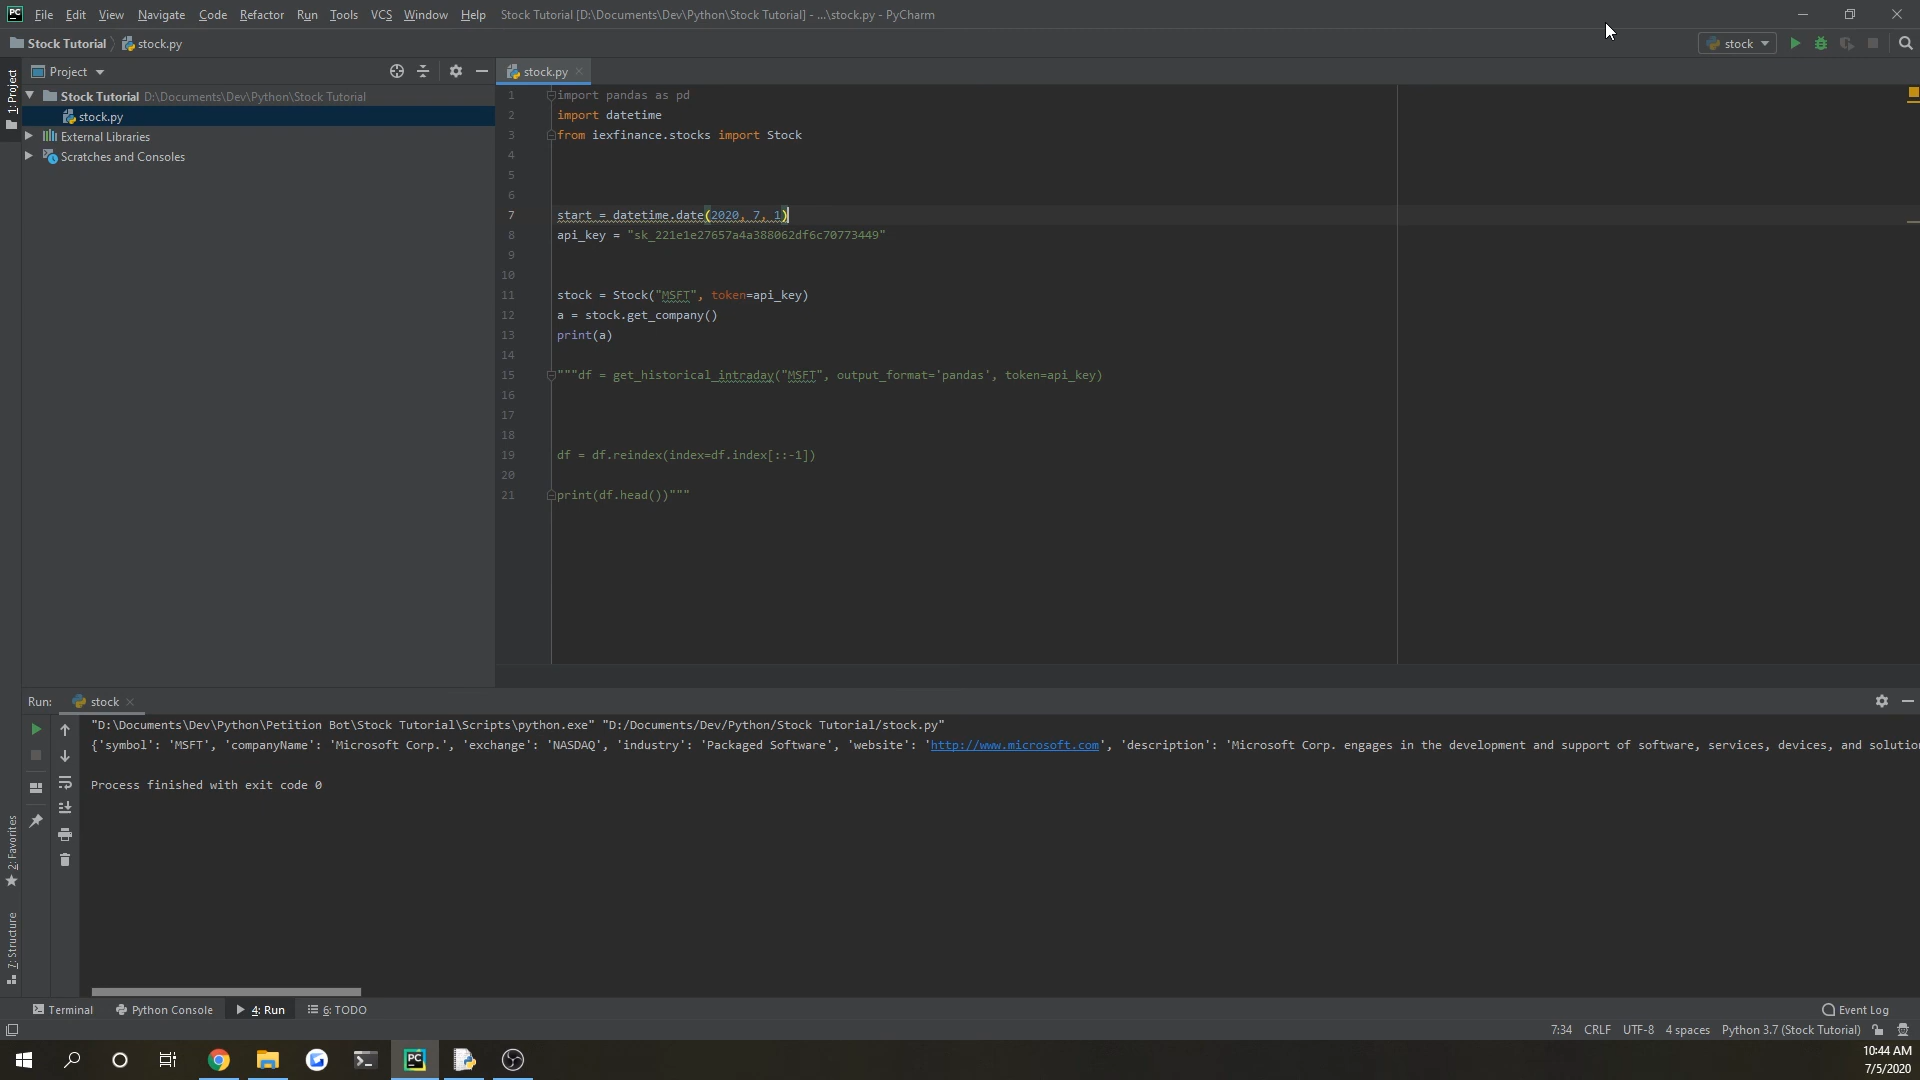 PC File Edit View Navigate Code Refactor Run Tools VCS Window Help Stock Tutorial [D:\Documents\Dev\Python\Stock Tutorial] - ...\stock.py - PyCharm
Stock Tutorial stock.py
stock
Project
stock.py
1: Project
Stock Tutorial D:\Documents\Dev\Python\Stock Tutorial
stock.py
External Libraries
Scratches and Consoles
1 import pandas as pd
2 import datetime
3 from iexfinance.stocks import Stock
4
5
6
7 start = datetime.date(2020, 7, 1)
8 api_key = "sk_221e1e27657a4a388062df6c70773449"
9
10
11 stock = Stock("MSFT", token=api_key)
12 a = stock.get_company()
13 print(a)
14
15 """df = get_historical_intraday("MSFT", output_format='pandas', token=api_key)
16
17
18
19 df = df.reindex(index=df.index[::-1])
20
21 print(df.head())"""
Run: stock
"D:\Documents\Dev\Python\Petition Bot\Stock Tutorial\Scripts\python.exe" "D:/Documents/Dev/Python/Stock Tutorial/stock.py"
{'symbol': 'MSFT', 'companyName': 'Microsoft Corp.', 'exchange': 'NASDAQ', 'industry': 'Packaged Software', 'website': 'http://www.microsoft.com', 'description': 'Microsoft Corp. engages in the development and support of software, services, devices, and solution
Process finished with exit code 0
2: Favorites
7: Structure
Terminal Python Console 4: Run 6: TODO Event Log
7:34 CRLF UTF-8 4 spaces Python 3.7 (Stock Tutorial)
PC
10:44 AM
7/5/2020